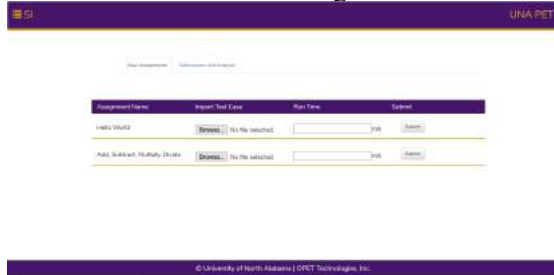 SI
UNA PET
View Assignments Submissions and Analysis
Assignment Name Import Test Case Run Time Submit
Hello World Browse... No file selected. m/s Submit
Add, Subtract, Multiply, Divide Browse... No file selected. m/s Submit
© University of North Alabama | OPET Technologies, Inc.